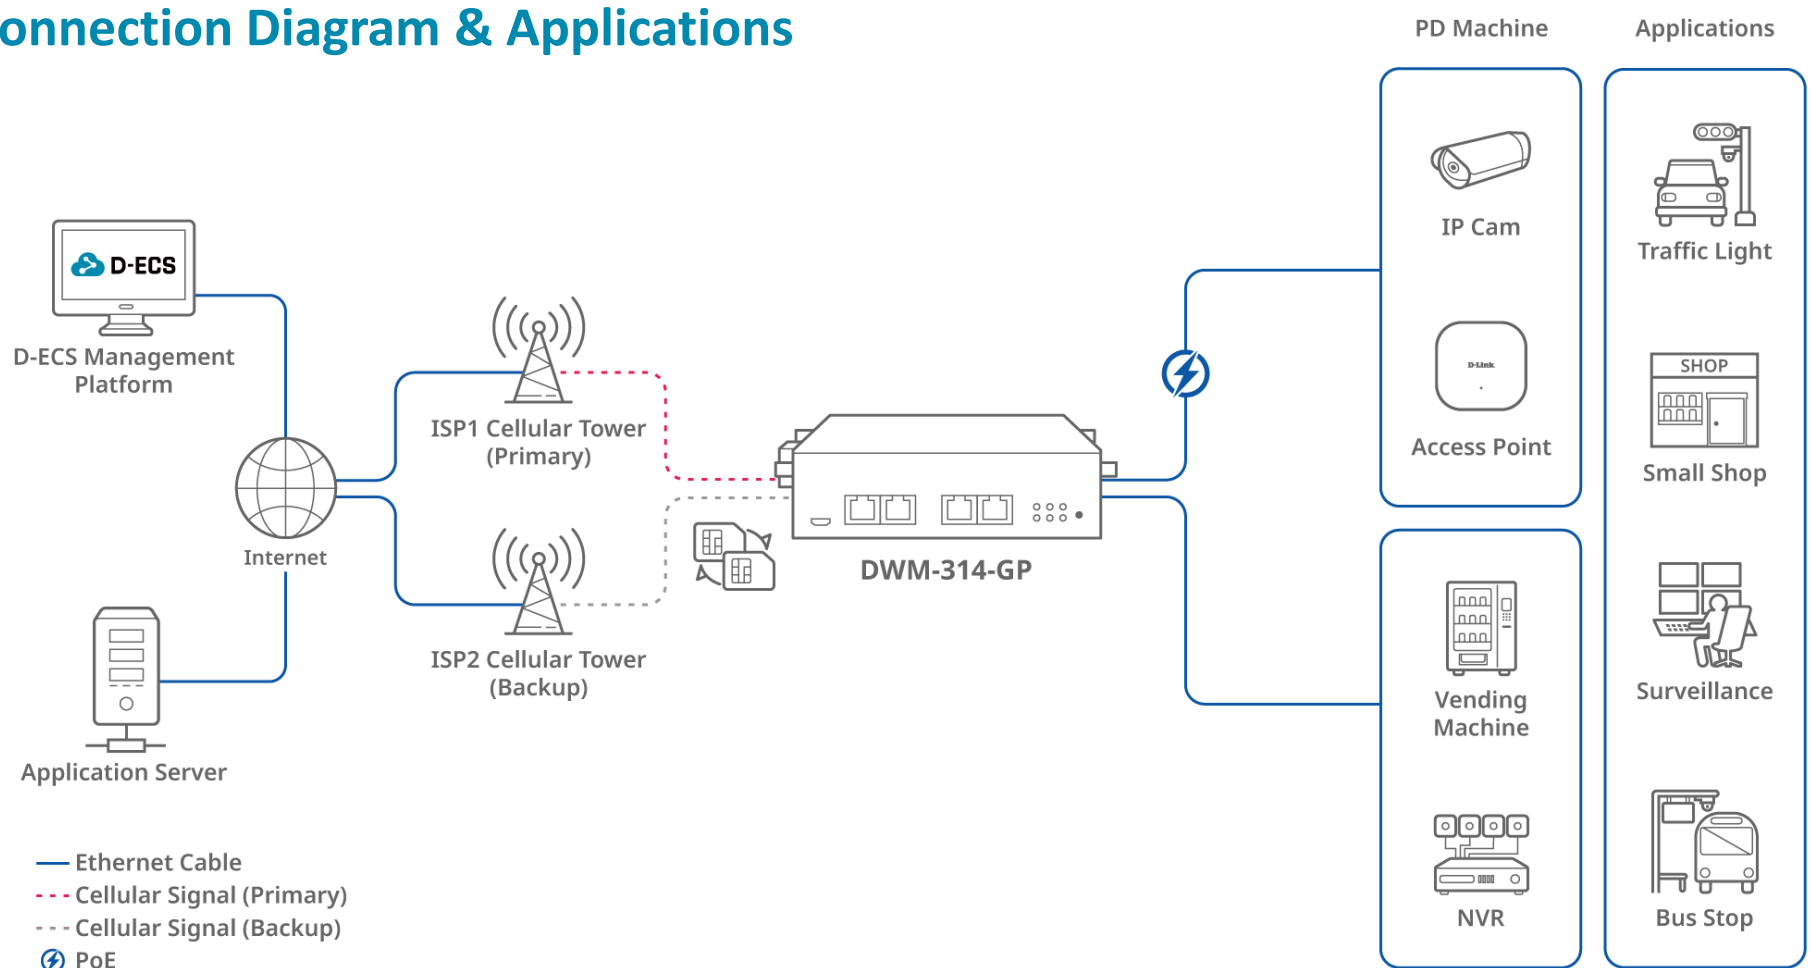 onnection Diagram & Applications
PD Machine
Applications
IP Cam
Traffic Light
D-ECS
D-ECS Management
Platform
D-Link
SHOP
ISP1 Cellular Tower
(Primary)
Access Point
Small Shop
Internet
DWM-314-GP
ISP2 Cellular Tower
(Backup)
Vending
Machine
Surveillance
Application Server
NVR
Bus Stop
Ethernet Cable
Cellular Signal (Primary)
Cellular Signal (Backup)
PoE